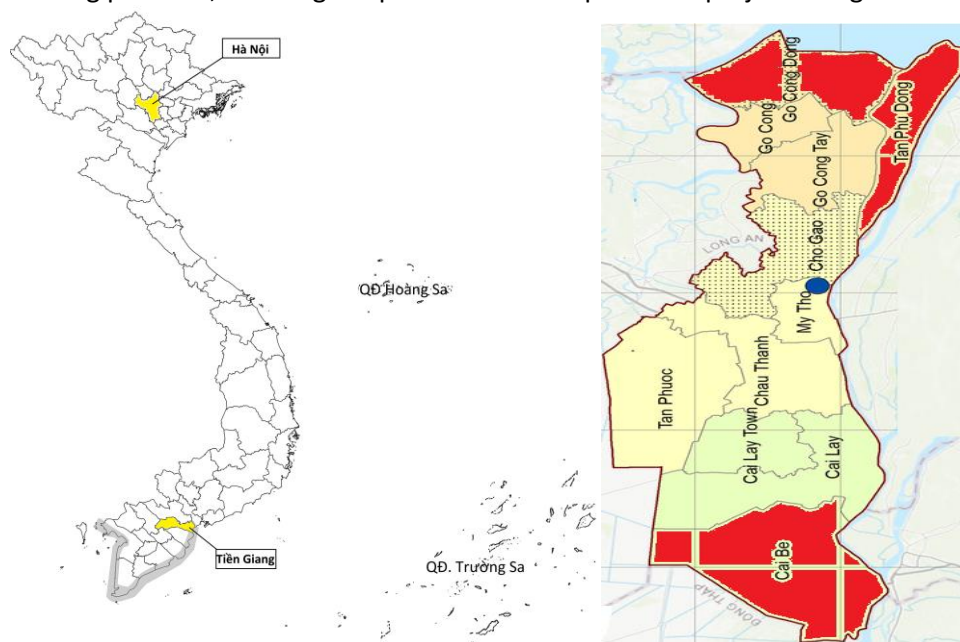 Hà Nội
QĐ.Hoàng Sa
Tiền Giang
QĐ. Trường Sa
Go Cong Dong
Go Cong
Tan Phu Dong
Go Cong Tay
LONG AN
Cho Gao
My Tho
Tan Phuoc
Chau Thanh
Cai Lay Town
Cai Lay
Cai Be
ĐONG THAP